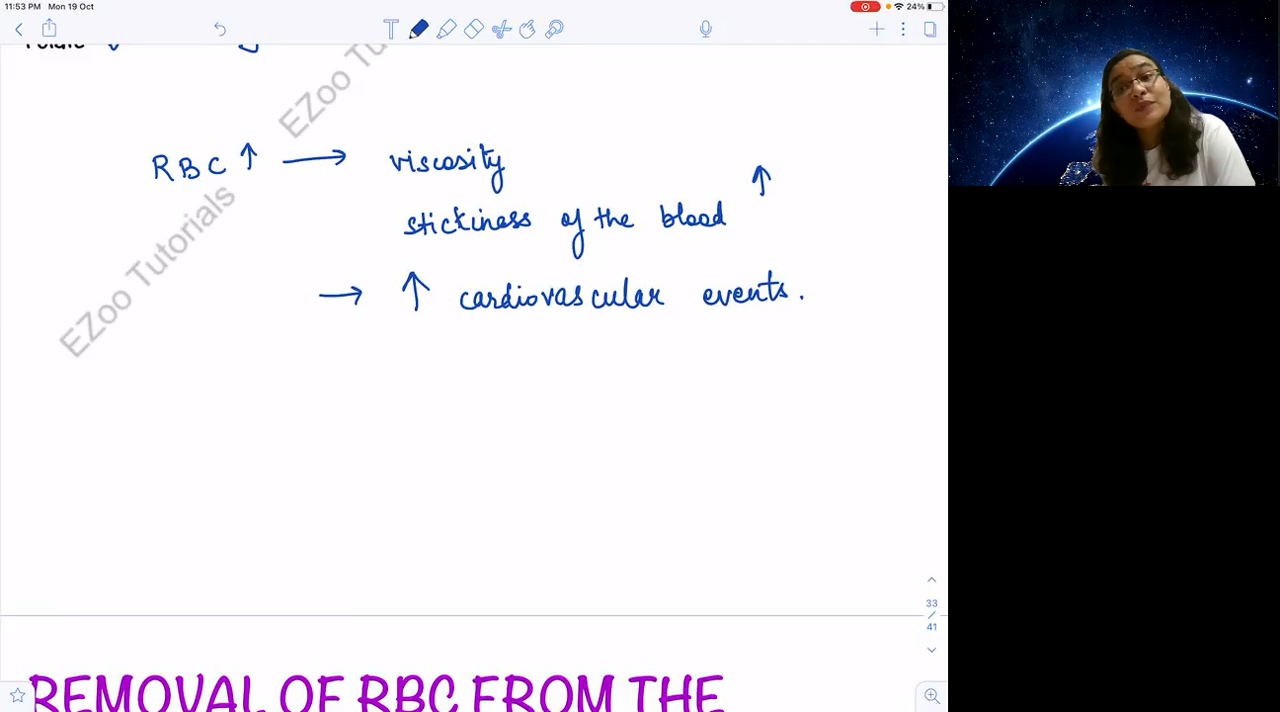 11:53 PM Mon 19 Oct
24%
EZoo Tu
RBC ↑ → viscosity
stickiness of the blood ↑
EZoo Tutorials
→ ↑ cardiovascular events.
33
/
41
REMOVAL OF RBC FROM THE